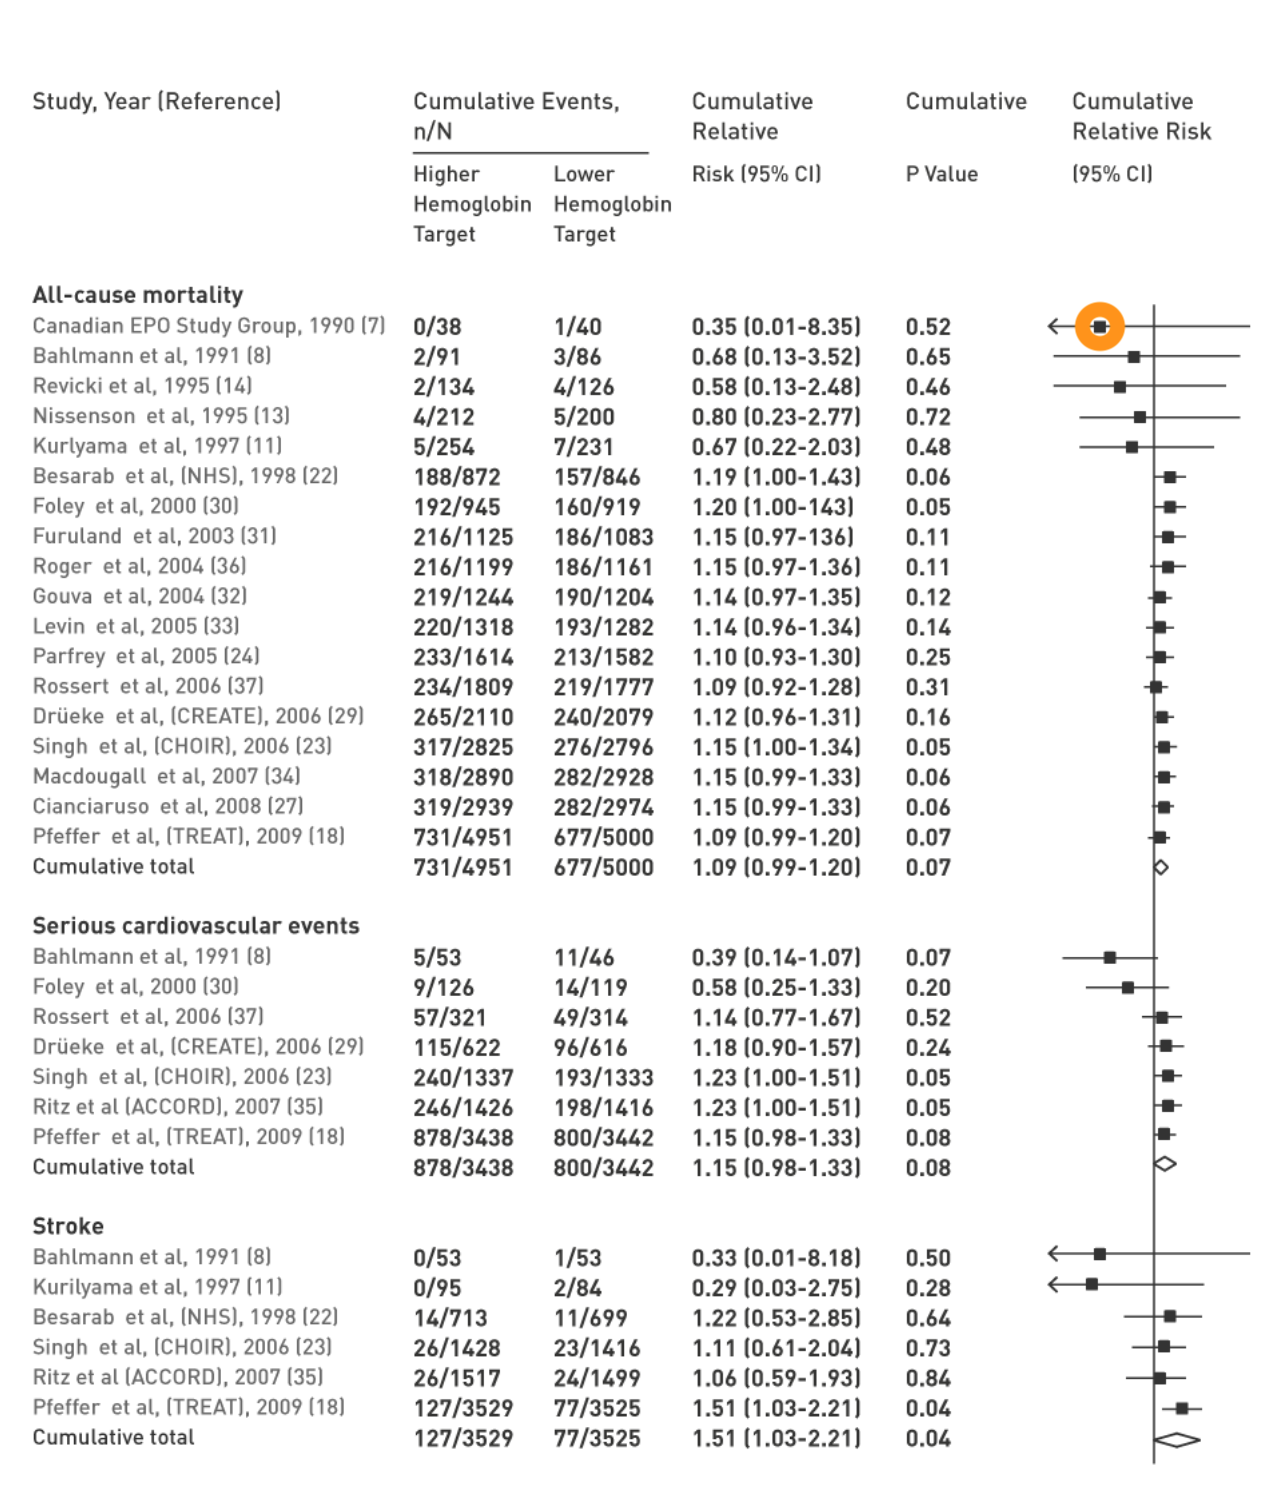 Study, Year (Reference) Cumulative Events, Cumulative Cumulative Cumulative
n/N Relative Relative Risk
Higher Lower Risk (95% CI) P Value (95% CI)
Hemoglobin Hemoglobin
Target Target
All-cause mortality
Canadian EPO Study Group, 1990 (7) 0/38 1/40 0.35 (0.01-8.35) 0.52
Bahlmann et al, 1991 (8) 2/91 3/86 0.68 (0.13-3.52) 0.65
Revicki et al, 1995 (14) 2/134 4/126 0.58 (0.13-2.48) 0.46
Nissenson et al, 1995 (13) 4/212 5/200 0.80 (0.23-2.77) 0.72
Kurlyama et al, 1997 (11) 5/254 7/231 0.67 (0.22-2.03) 0.48
Besarab et al, (NHS), 1998 (22) 188/872 157/846 1.19 (1.00-1.43) 0.06
Foley et al, 2000 (30) 192/945 160/919 1.20 (1.00-143) 0.05
Furuland et al, 2003 (31) 216/1125 186/1083 1.15 (0.97-136) 0.11
Roger et al, 2004 (36) 216/1199 186/1161 1.15 (0.97-1.36) 0.11
Gouva et al, 2004 (32) 219/1244 190/1204 1.14 (0.97-1.35) 0.12
Levin et al, 2005 (33) 220/1318 193/1282 1.14 (0.96-1.34) 0.14
Parfrey et al, 2005 (24) 233/1614 213/1582 1.10 (0.93-1.30) 0.25
Rossert et al, 2006 (37) 234/1809 219/1777 1.09 (0.92-1.28) 0.31
Drüeke et al, (CREATE), 2006 (29) 265/2110 240/2079 1.12 (0.96-1.31) 0.16
Singh et al, (CHOIR), 2006 (23) 317/2825 276/2796 1.15 (1.00-1.34) 0.05
Macdougall et al, 2007 (34) 318/2890 282/2928 1.15 (0.99-1.33) 0.06
Cianciaruso et al, 2008 (27) 319/2939 282/2974 1.15 (0.99-1.33) 0.06
Pfeffer et al, (TREAT), 2009 (18) 731/4951 677/5000 1.09 (0.99-1.20) 0.07
Cumulative total 731/4951 677/5000 1.09 (0.99-1.20) 0.07
Serious cardiovascular events
Bahlmann et al, 1991 (8) 5/53 11/46 0.39 (0.14-1.07) 0.07
Foley et al, 2000 (30) 9/126 14/119 0.58 (0.25-1.33) 0.20
Rossert et al, 2006 (37) 57/321 49/314 1.14 (0.77-1.67) 0.52
Drüeke et al, (CREATE), 2006 (29) 115/622 96/616 1.18 (0.90-1.57) 0.24
Singh et al, (CHOIR), 2006 (23) 240/1337 193/1333 1.23 (1.00-1.51) 0.05
Ritz et al (ACCORD), 2007 (35) 246/1426 198/1416 1.23 (1.00-1.51) 0.05
Pfeffer et al, (TREAT), 2009 (18) 878/3438 800/3442 1.15 (0.98-1.33) 0.08
Cumulative total 878/3438 800/3442 1.15 (0.98-1.33) 0.08
Stroke
Bahlmann et al, 1991 (8) 0/53 1/53 0.33 (0.01-8.18) 0.50
Kurilyama et al, 1997 (11) 0/95 2/84 0.29 (0.03-2.75) 0.28
Besarab et al, (NHS), 1998 (22) 14/713 11/699 1.22 (0.53-2.85) 0.64
Singh et al, (CHOIR), 2006 (23) 26/1428 23/1416 1.11 (0.61-2.04) 0.73
Ritz et al (ACCORD), 2007 (35) 26/1517 24/1499 1.06 (0.59-1.93) 0.84
Pfeffer et al, (TREAT), 2009 (18) 127/3529 77/3525 1.51 (1.03-2.21) 0.04
Cumulative total 127/3529 77/3525 1.51 (1.03-2.21) 0.04